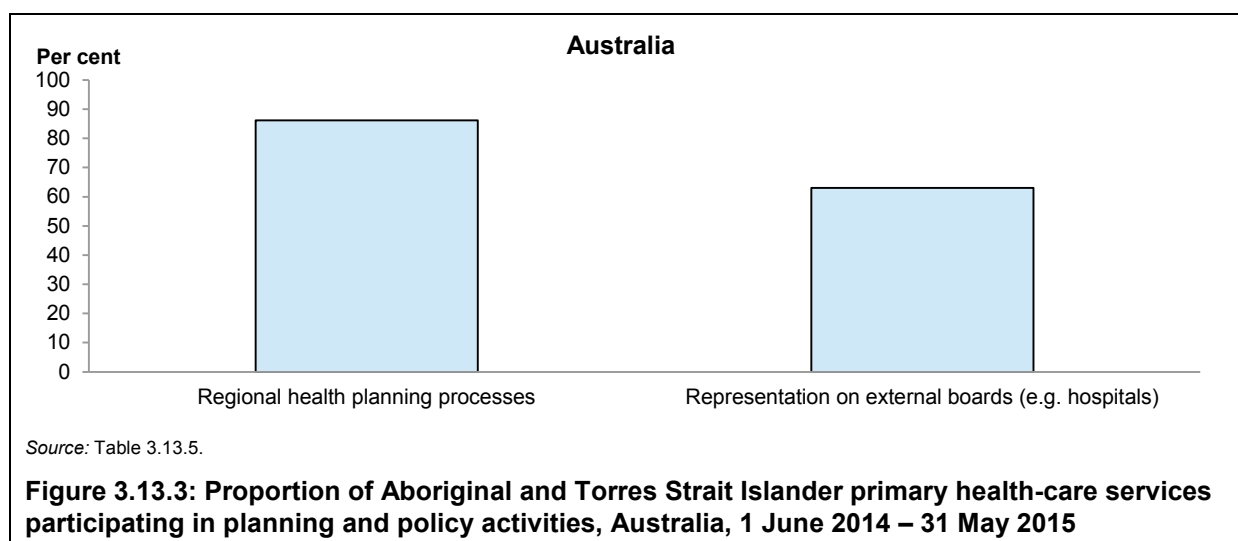 Australia
Per cent
100
90
80
70
60
50
40
30
20
10
0
Regional health planning processes
Representation on external boards (e.g. hospitals)
Source: Table 3.13.5.
Figure 3.13.3: Proportion of Aboriginal and Torres Strait Islander primary health-care services
participating in planning and policy activities, Australia, 1 June 2014 – 31 May 2015